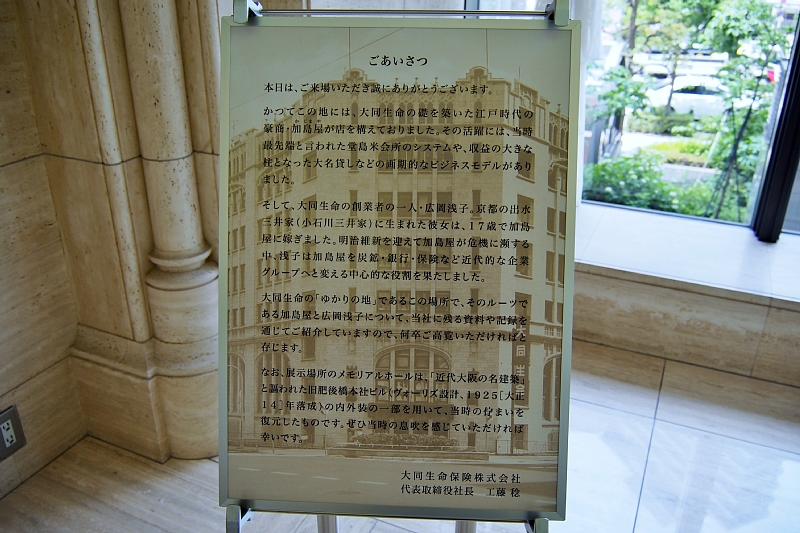 ごあいさつ
本日は、ご来場いただき誠にありがとうございます。
かつてこの地には、大同生命の礎を築いた江戸時代の
豪商・加島屋が店を構えておりました。その活躍には、当時
最先端と言われた堂島米会所のシステムや、収益の大きな
柱となった大名貸しなどの画期的なビジネスモデルがあり
ました。
そして、大同生命の創業者の一人・広岡浅子。京都の出水
三井家(小石川三井家)に生まれた彼女は、17歳で加島
屋に嫁ぎました。明治維新を迎えて加島屋が危機に瀕する
中、浅子は加島屋を炭鉱・銀行・保険など近代的な企業
グループへと変える中心的な役割を果たしました。
大同生命の「ゆかりの地」であるこの場所で、そのルーツで
ある加島屋と広岡浅子について、当社に残る資料や記録を
通じてご紹介していますので、何卒ご高覧いただければと
存じます。
なお、展示場所のメモリアルホールは、「近代大阪の名建築」
と謳われた旧肥後橋本社ビル(ヴォーリズ設計、1925[大正
14]年落成)の内外装の一部を用いて、当時の佇まいを
復元したものです。ぜひ当時の息吹を感じていただければ
幸いです。
大同生命保険株式会社
代表取締役社長 工藤 稔
大同生命